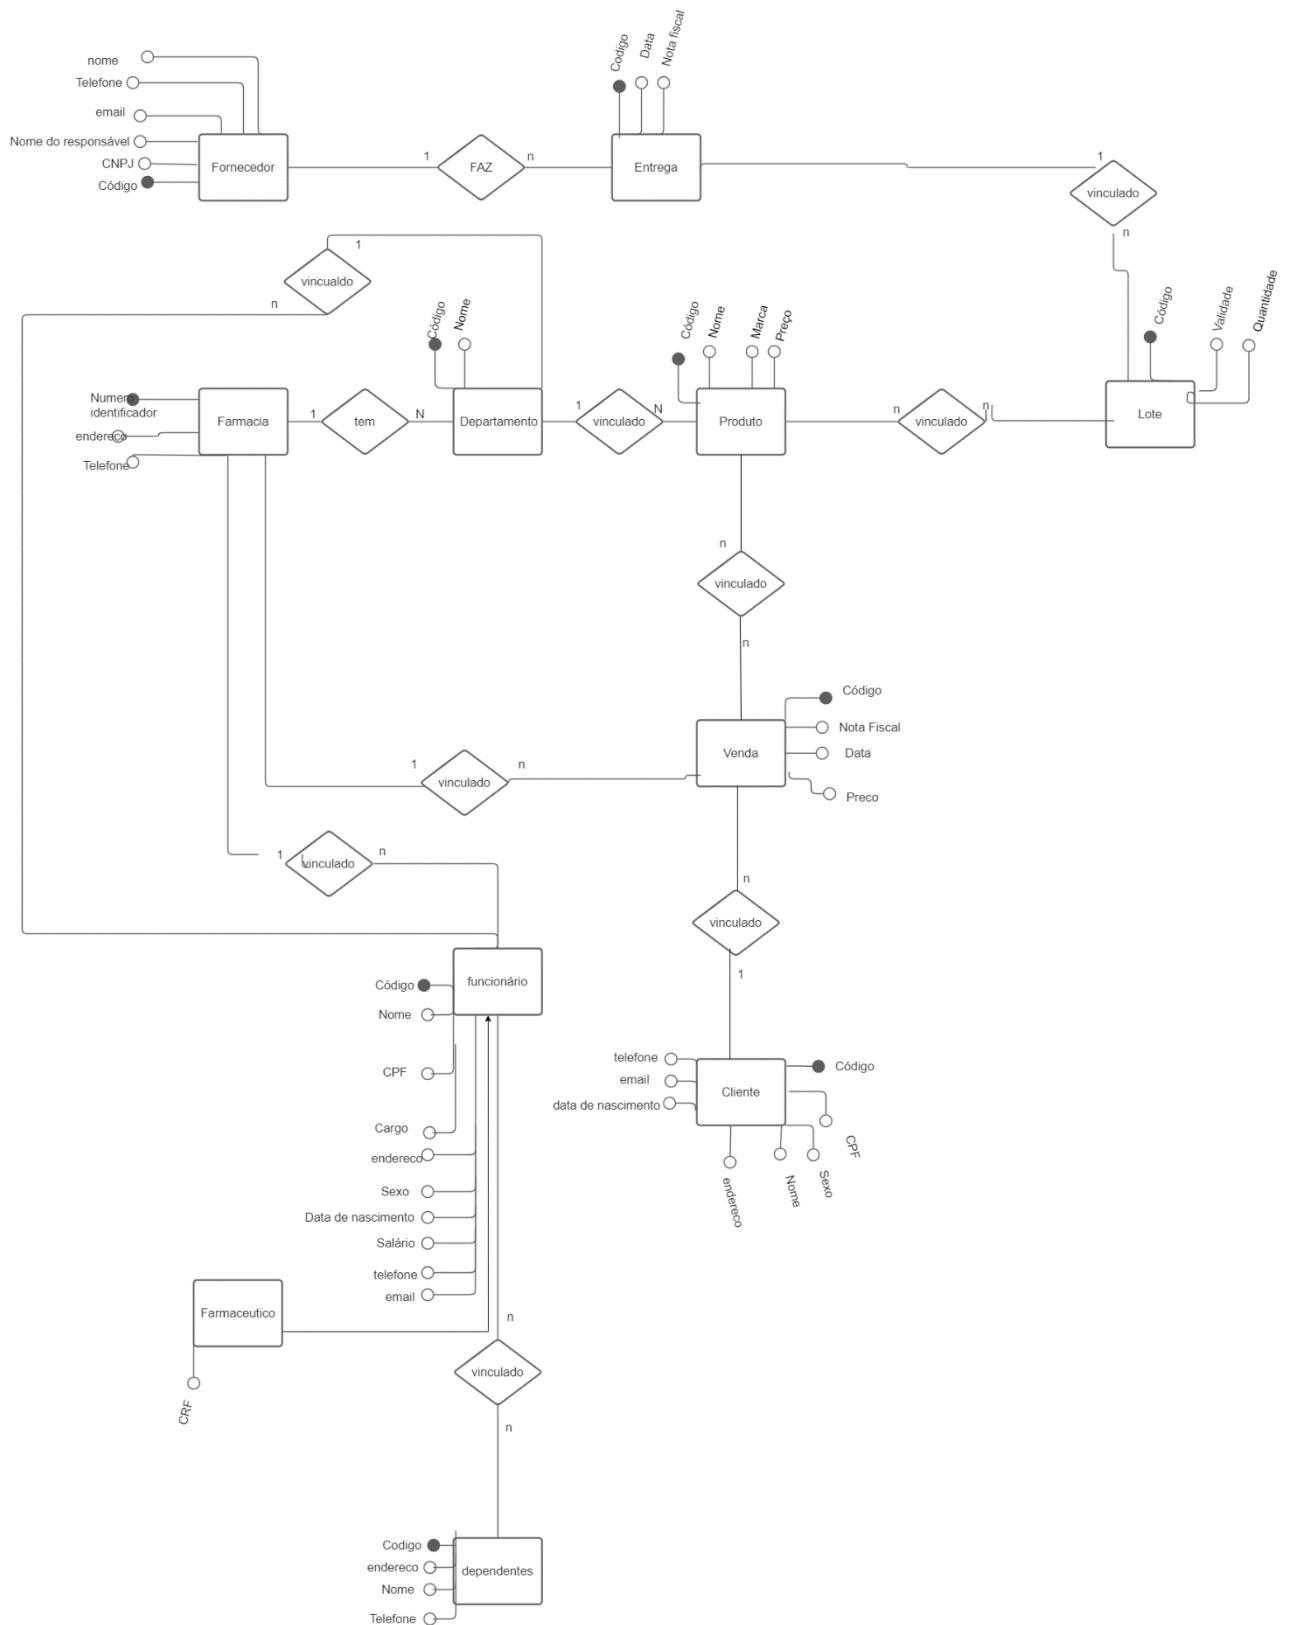 nome
Telefone
email
Nome do responsável
CNPJ
Código
Fornecedor
1
FAZ
n
Codigo
Data
Nota fiscal
Entrega
1
vinculado
n
1
vincualdo
n
Código
Nome
Código
Nome
Marca
Preço
Código
Validade
Quantidade
Numero
identificador
endereco
Telefone
Farmacia
1
tem
N
Departamento
1
vinculado
N
Produto
n
vinculado
n
Lote
n
vinculado
n
Código
Nota Fiscal
Data
Preco
Venda
1
vinculado
n
1
vinculado
n
n
vinculado
1
funcionário
Código
Nome
CPF
Cargo
endereco
Sexo
Data de nascimento
Salário
telefone
email
telefone
email
data de nascimento
Cliente
Código
CPF
Sexo
Nome
endereco
Farmaceutico
CRF
n
vinculado
n
Codigo
endereco
Nome
Telefone
dependentes